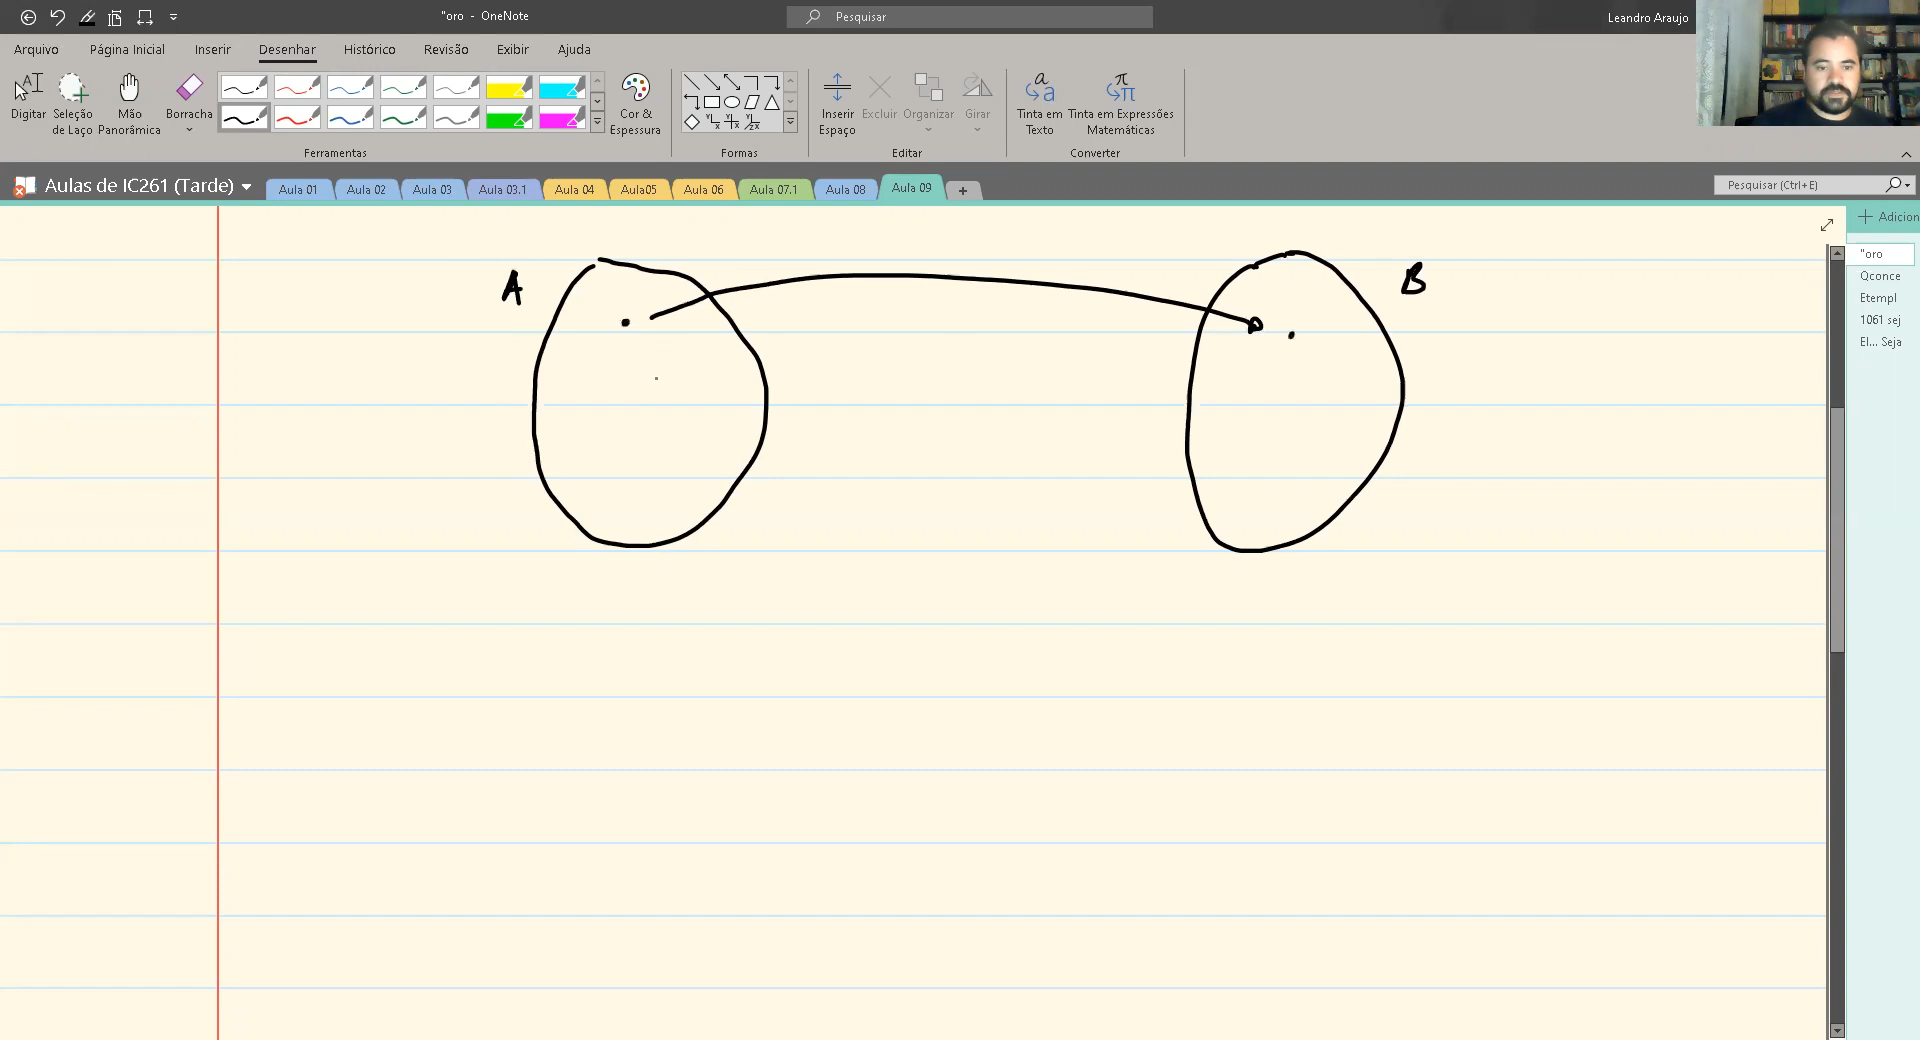 "oro - OneNote
Pesquisar
Leandro Araujo
Arquivo Página Inicial Inserir Desenhar Histórico Revisão Exibir Ajuda
Digitar
Seleção de Laço
Mão Panorâmica
Borracha
Cor & Espessura
Inserir Espaço
Excluir
Organizar
Girar
Tinta em Texto
Tinta em Expressões Matemáticas
Ferramentas Formas Editar Converter
Aulas de IC261 (Tarde) Aula 01 Aula 02 Aula 03 Aula 03.1 Aula 04 Aula05 Aula 06 Aula 07.1 Aula 08 Aula 09
Pesquisar (Ctrl+E)
Adicion
"oro
Qconce
Etempl
1061 sej
El... Seja
A B